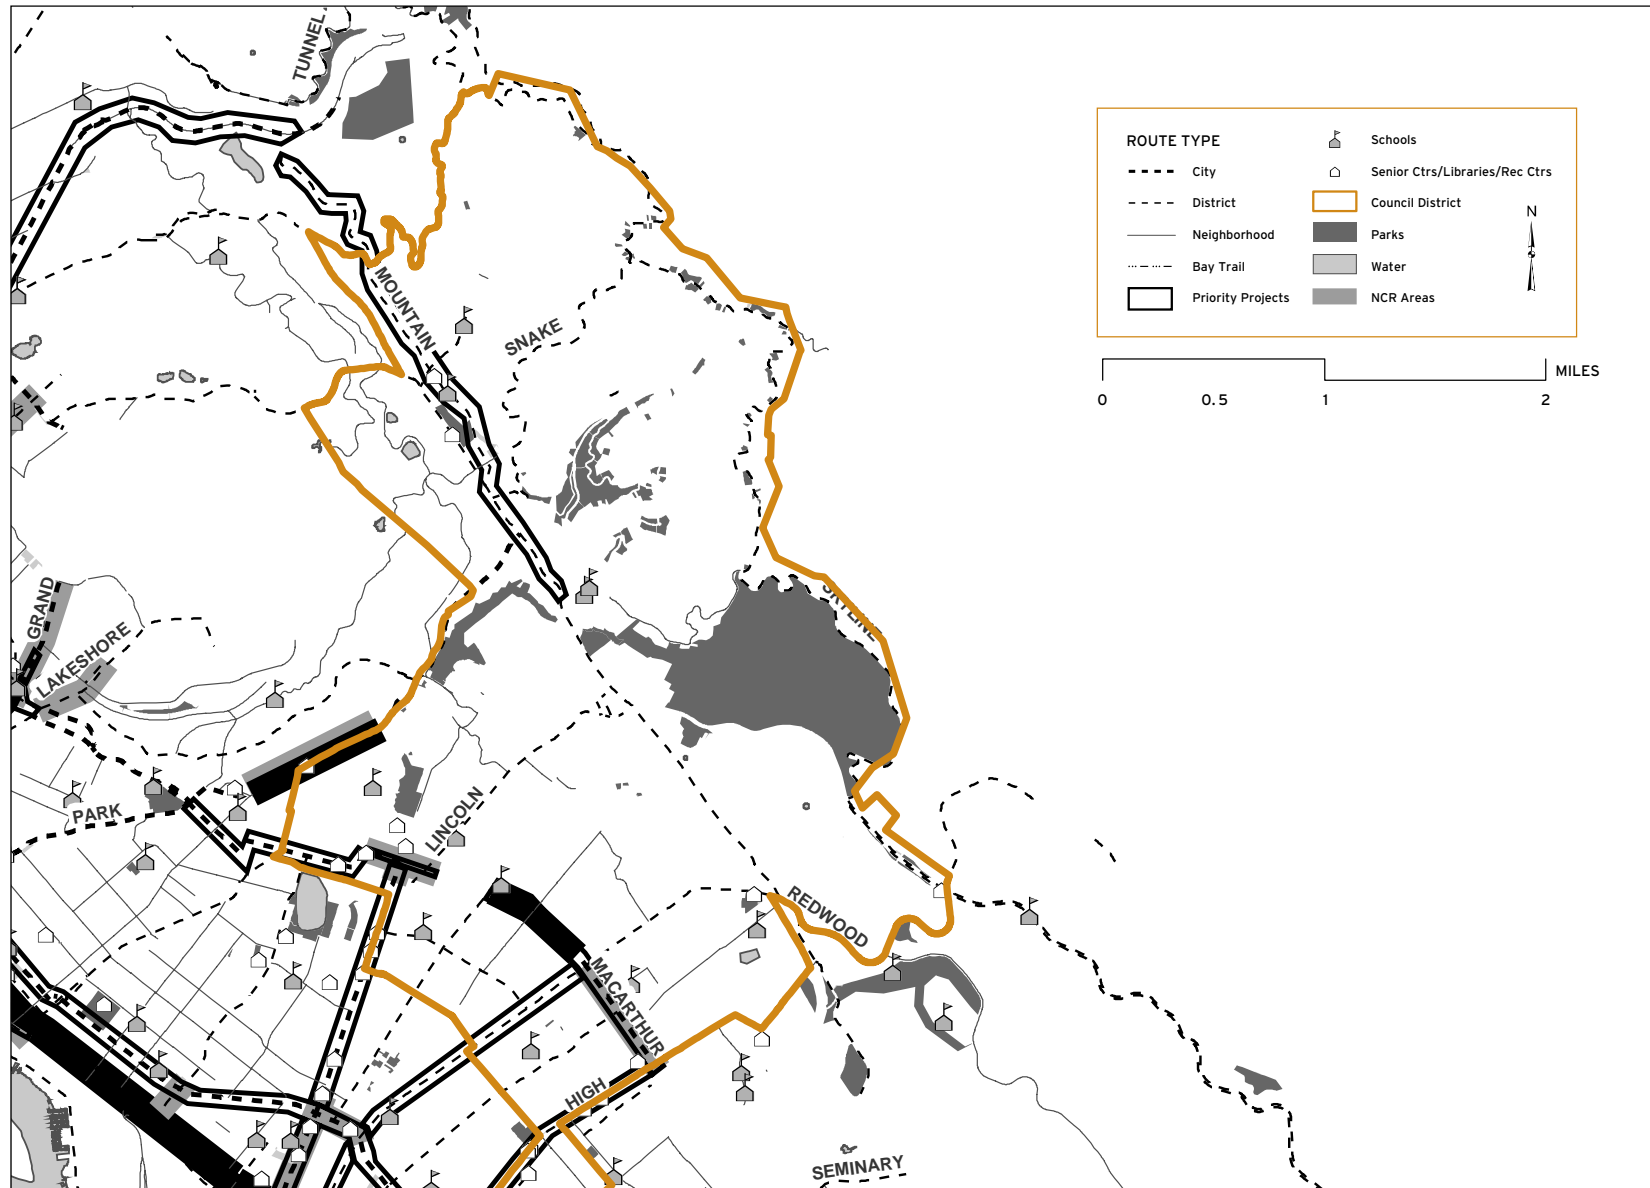 TUNNEL
MOUNTAIN
SNAKE
GRAND
LAKESHORE
SKYLINE
PARK
LINCOLN
REDWOOD
MACARTHUR
HIGH
SEMINARY
ROUTE TYPE
City
District
Neighborhood
Bay Trail
Priority Projects
Schools
Senior Ctrs/Libraries/Rec Ctrs
Council District
Parks
Water
NCR Areas
N
MILES
0 0.5 1 2